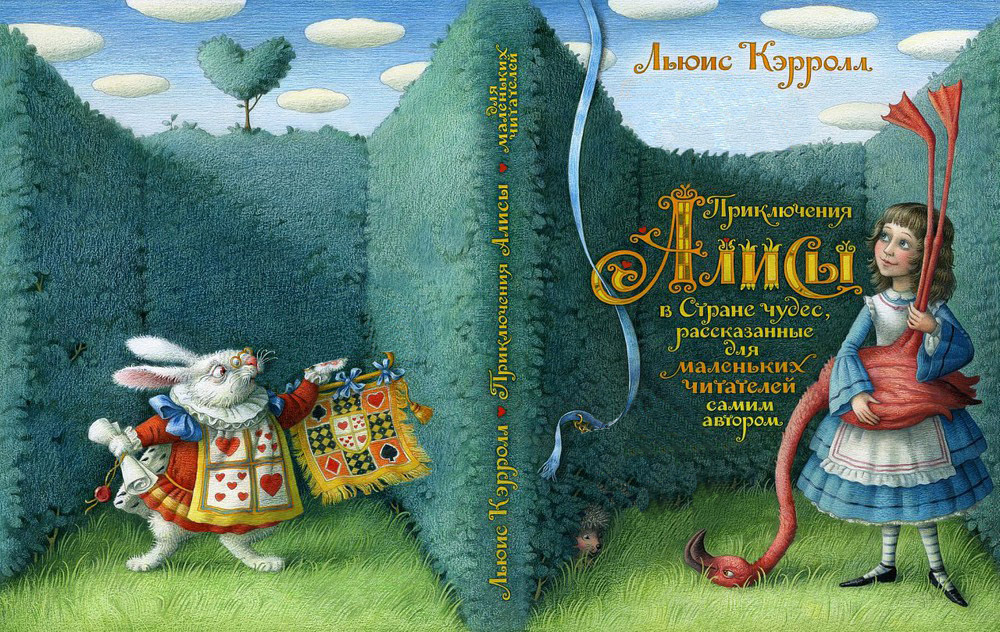 для
маленьких
читателей
Льюис Кэрролл ♥ Приключения Алисы ♥
Льюис Кэрролл
Приключения
Алисы
в Стране чудес,
рассказанные
для
маленьких
читателей
самим
автором